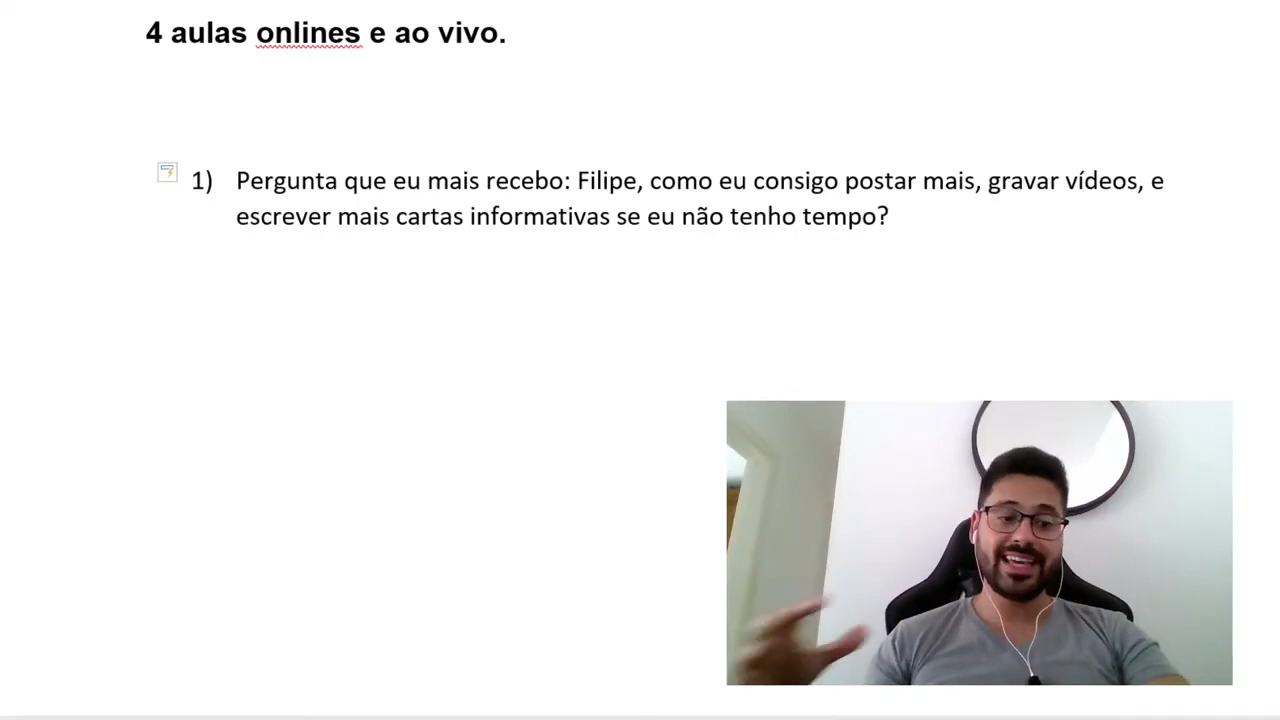 4 aulas onlines e ao vivo.
1) Pergunta que eu mais recebo: Filipe, como eu consigo postar mais, gravar vídeos, e
escrever mais cartas informativas se eu não tenho tempo?